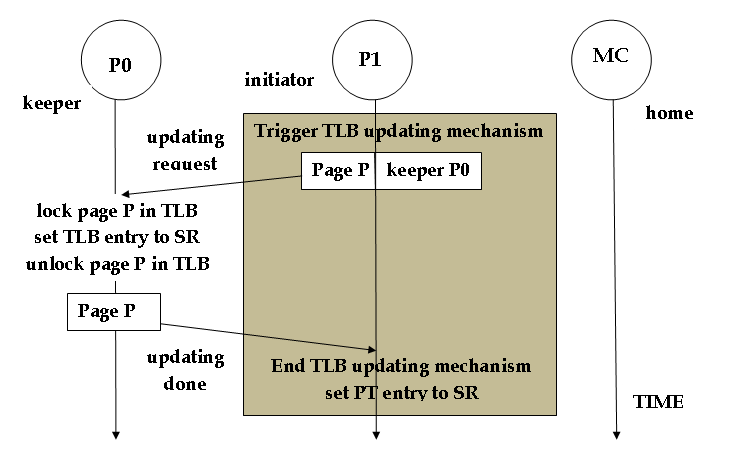 P0
P1
MC
initiator
keeper
home
Trigger TLB updating mechanism
updating
request
Page P
keeper P0
lock page P in TLB
set TLB entry to SR
unlock page P in TLB
Page P
updating
done
End TLB updating mechanism
set PT entry to SR
TIME